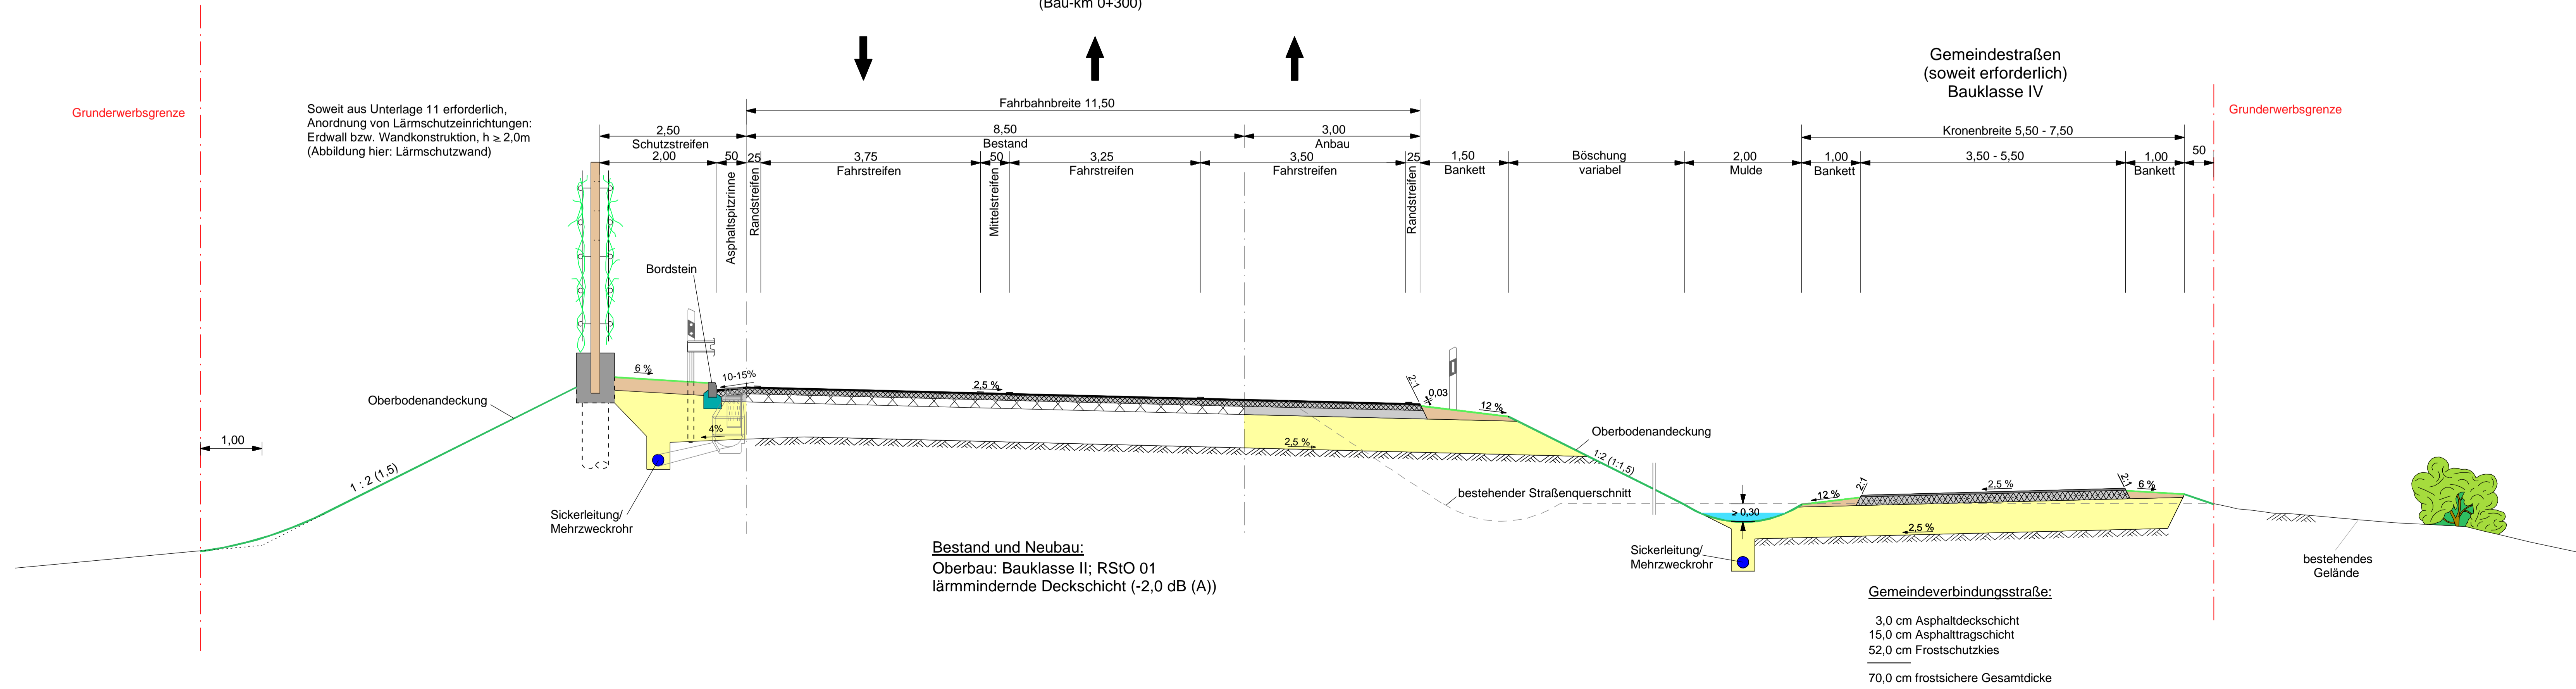 (Bau-km 0+300)
Gemeindestraßen
(soweit erforderlich)
Bauklasse IV
Grunderwerbsgrenze
Soweit aus Unterlage 11 erforderlich,
Anordnung von Lärmschutzeinrichtungen:
Erdwall bzw. Wandkonstruktion, h ≥ 2,0m
(Abbildung hier: Lärmschutzwand)
Grunderwerbsgrenze
Fahrbahnbreite 11,50
2,50
Schutzstreifen
8,50
Bestand
3,00
Anbau
Kronenbreite 5,50 - 7,50
2,00
50
Asphaltspitzrinne
25
Randstreifen
3,75
Fahrstreifen
50
Mittelstreifen
3,25
Fahrstreifen
3,50
Fahrstreifen
25
Randstreifen
1,50
Bankett
Böschung
variabel
2,00
Mulde
1,00
Bankett
3,50 - 5,50
1,00
Bankett
50
Bordstein
6 %
10-15%
2,5 %
2:1
0,03
12 %
Oberbodenandeckung
4%
2,5 %
Oberbodenandeckung
1,00
1 : 2 (1,5)
1:2 (1:1,5)
bestehender Straßenquerschnitt
12 %
2:1
2,5 %
2:1
6 %
≥ 0,30
2,5 %
Sickerleitung/
Mehrzweckrohr
Sickerleitung/
Mehrzweckrohr
bestehendes
Gelände
Bestand und Neubau:
Oberbau: Bauklasse II; RStO 01
lärmmindernde Deckschicht (-2,0 dB (A))
Gemeindeverbindungsstraße:
3,0 cm Asphaltdeckschicht
15,0 cm Asphalttragschicht
52,0 cm Frostschutzkies
70,0 cm frostsichere Gesamtdicke